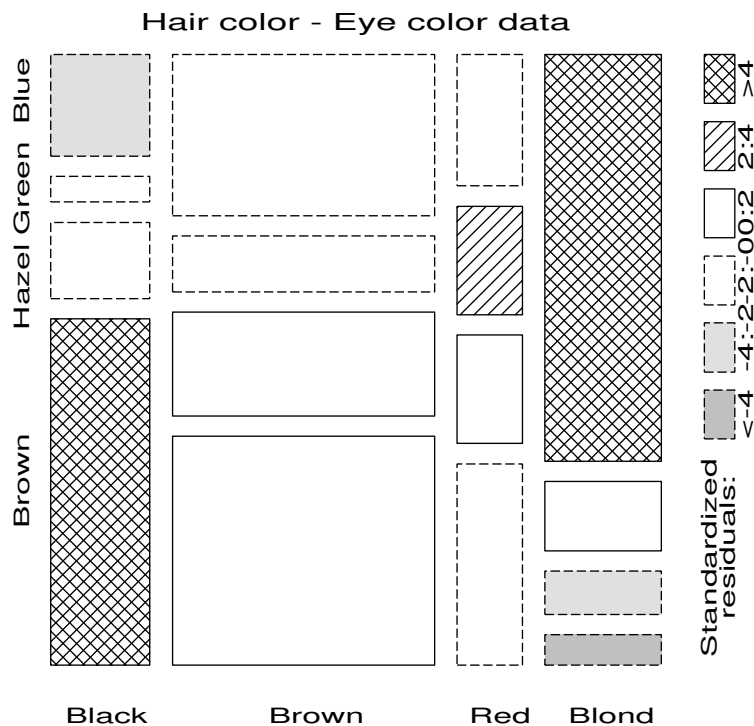 Hair color - Eye color data
Blue
Green
Hazel
Brown
Black Brown Red Blond
Standardized
residuals:
<-4 -4:-2 -2:-0 0:2 2:4 >4